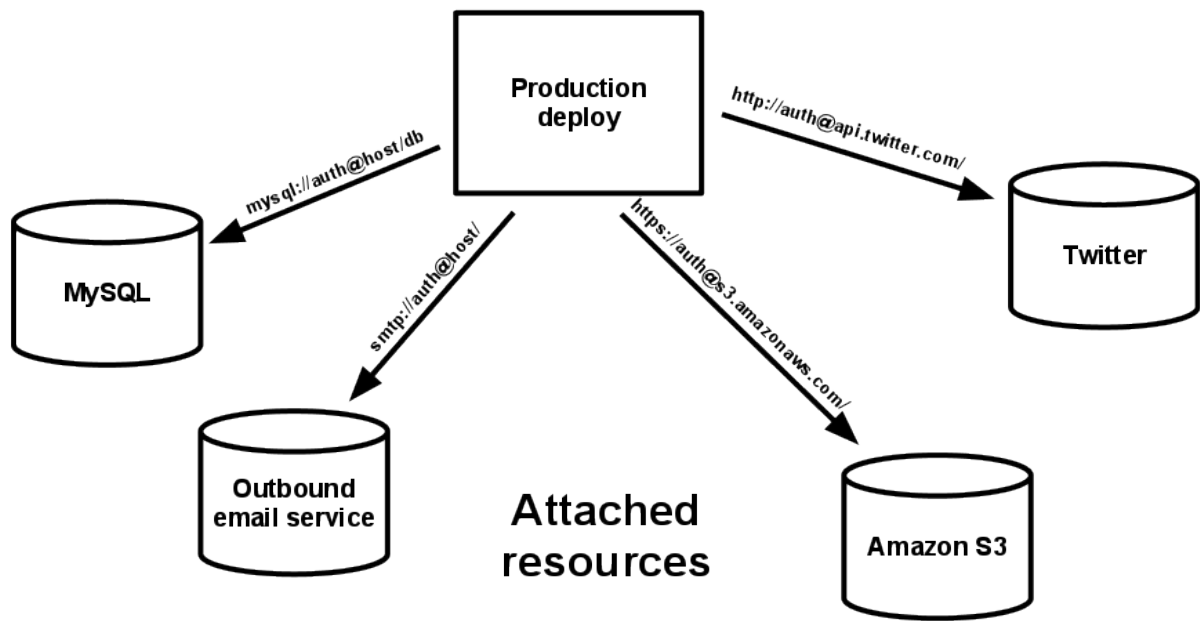 Production
deploy
mysql://auth@host/db
http://auth@api.twitter.com/
smtp://auth@host/
https://auth@s3.amazonaws.com/
MySQL
Twitter
Outbound
email service
Attached
resources
Amazon S3